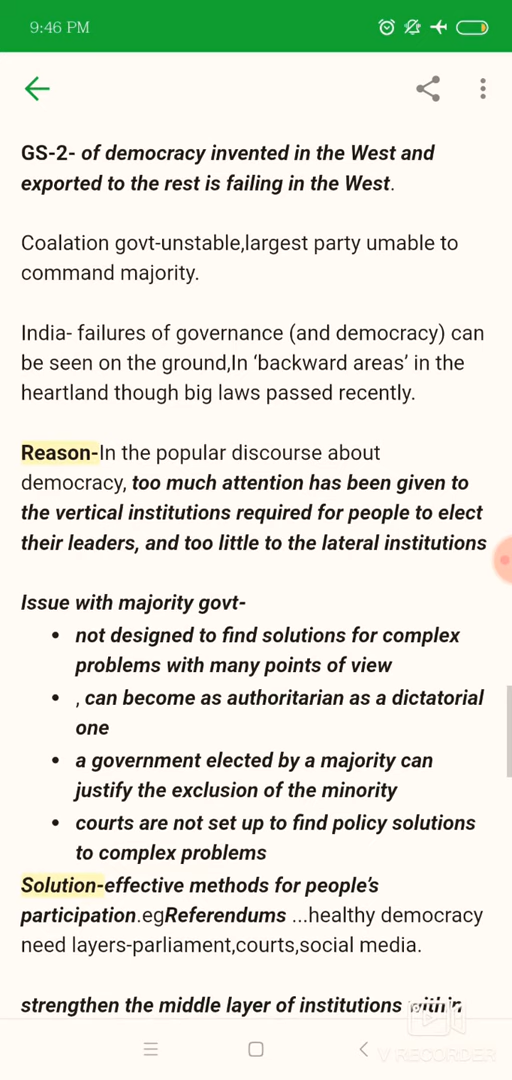 9:46 PM
GS-2- of democracy invented in the West and
exported to the rest is failing in the West.
Coalation govt-unstable,largest party umable to
command majority.
India- failures of governance (and democracy) can
be seen on the ground,In ‘backward areas’ in the
heartland though big laws passed recently.
Reason-In the popular discourse about
democracy, too much attention has been given to
the vertical institutions required for people to elect
their leaders, and too little to the lateral institutions
Issue with majority govt-
• not designed to find solutions for complex
problems with many points of view
• , can become as authoritarian as a dictatorial
one
• a government elected by a majority can
justify the exclusion of the minority
• courts are not set up to find policy solutions
to complex problems
Solution-effective methods for people’s
participation.egReferendums ...healthy democracy
need layers-parliament,courts,social media.
strengthen the middle layer of institutions within
V RECORDER